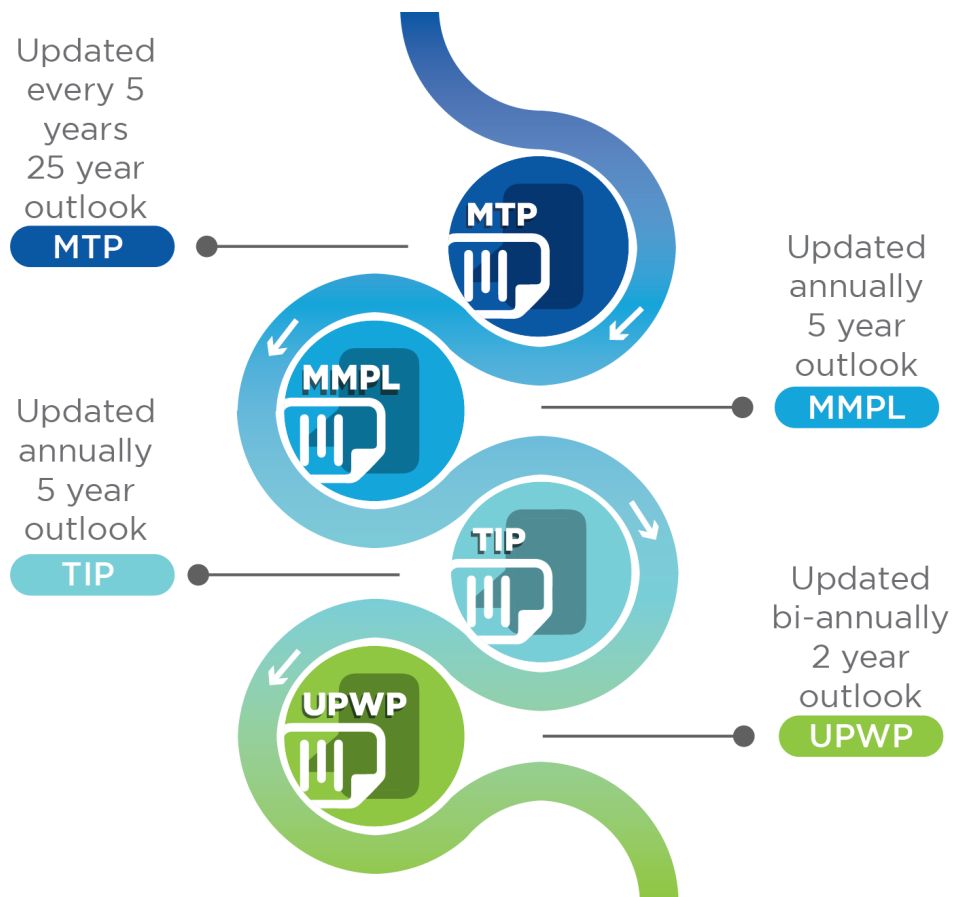 Updated
every 5
years
25 year
outlook
MTP
MTP
Updated
annually
5 year
outlook
MMPL
MMPL
Updated
annually
5 year
outlook
TIP
TIP
Updated
bi-annually
2 year
outlook
UPWP
UPWP